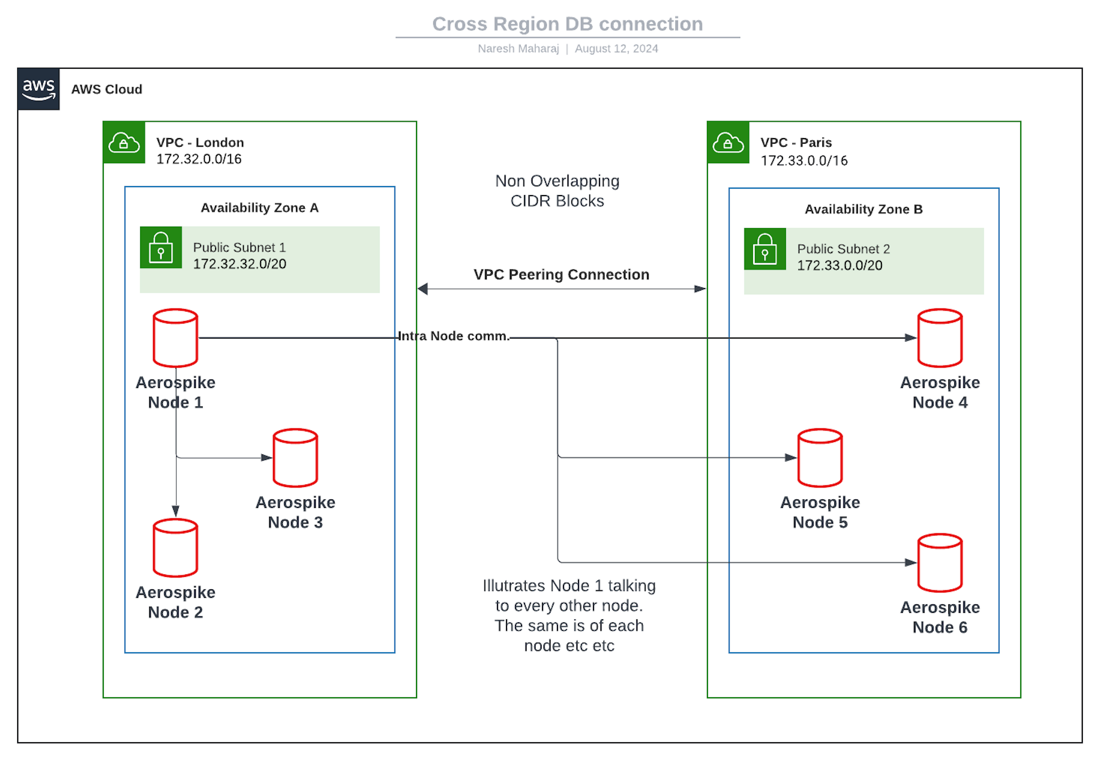 Cross Region DB connection
Naresh Maharaj | August 12, 2024
aws
AWS Cloud
VPC - London
172.32.0.0/16
Availability Zone A
Public Subnet 1
172.32.32.0/20
Non Overlapping
CIDR Blocks
VPC Peering Connection
VPC - Paris
172.33.0.0/16
Availability Zone B
Public Subnet 2
172.33.0.0/20
Intra Node comm.
Aerospike
Node 1
Aerospike
Node 4
Aerospike
Node 3
Aerospike
Node 5
Aerospike
Node 2
Illutrates Node 1 talking
to every other node.
The same is of each
node etc etc
Aerospike
Node 6